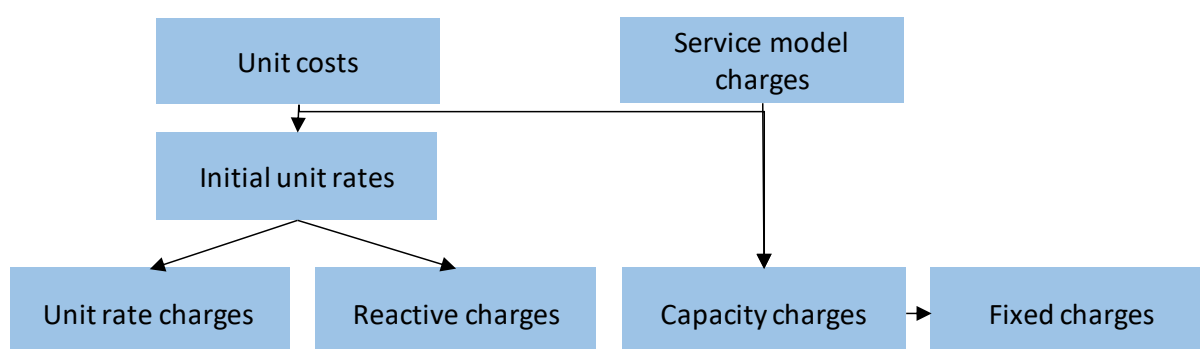 Unit costs
Service model
charges
Initial unit rates
Unit rate charges
Reactive charges
Capacity charges
Fixed charges